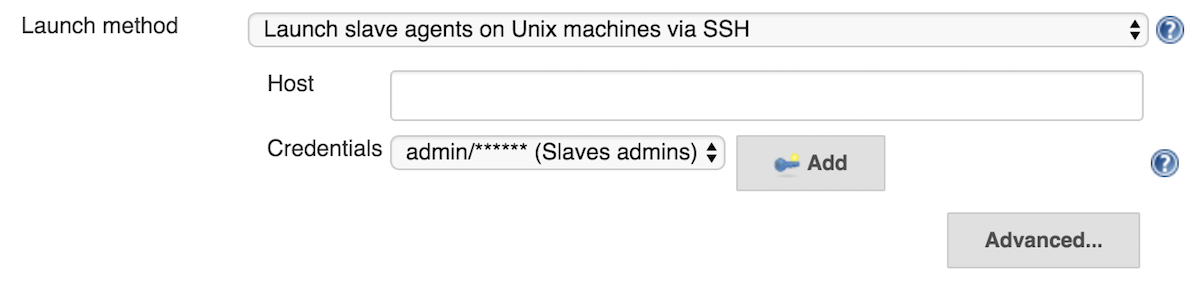 Launch method Launch slave agents on Unix machines via SSH ?
Host
Credentials admin/****** (Slaves admins) Add ?
Advanced...